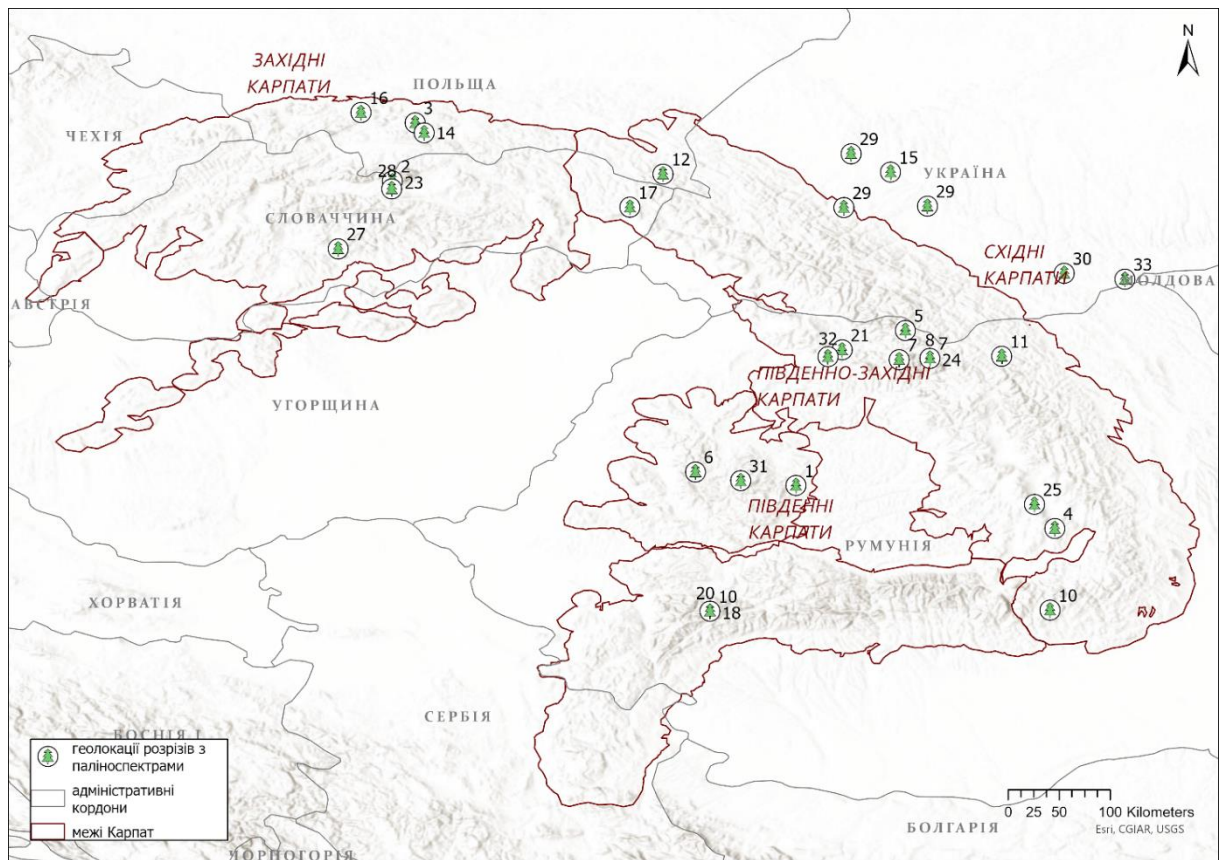 N
ЗАХІДНІ
КАРПАТИ
ПОЛЬЩА
16
3
14
ЧЕХІЯ
29
12
15
УКРАЇНА
28
2
23
17
29
29
СЛОВАЧЧИНА
27
СХІДНІ
КАРПАТИ
30
33
МОЛДОВА
АВСТРІЯ
5
32
21
7
8
7
24
11
ПІВДЕННО-ЗАХІДНІ
КАРПАТИ
УГОРЩИНА
6
31
1
ПІВДЕННІ
КАРПАТИ
25
4
РУМУНІЯ
ХОРВАТІЯ
20
10
18
10
СЕРБІЯ
БОСНІЯ І
геолокації розрізів з
паліноспектрами
адміністративні
кордони
межі Карпат
0 25 50 100 Kilometers
Esri, CGIAR, USGS
БОЛГАРІЯ
ЧОРНОГОРІЯ